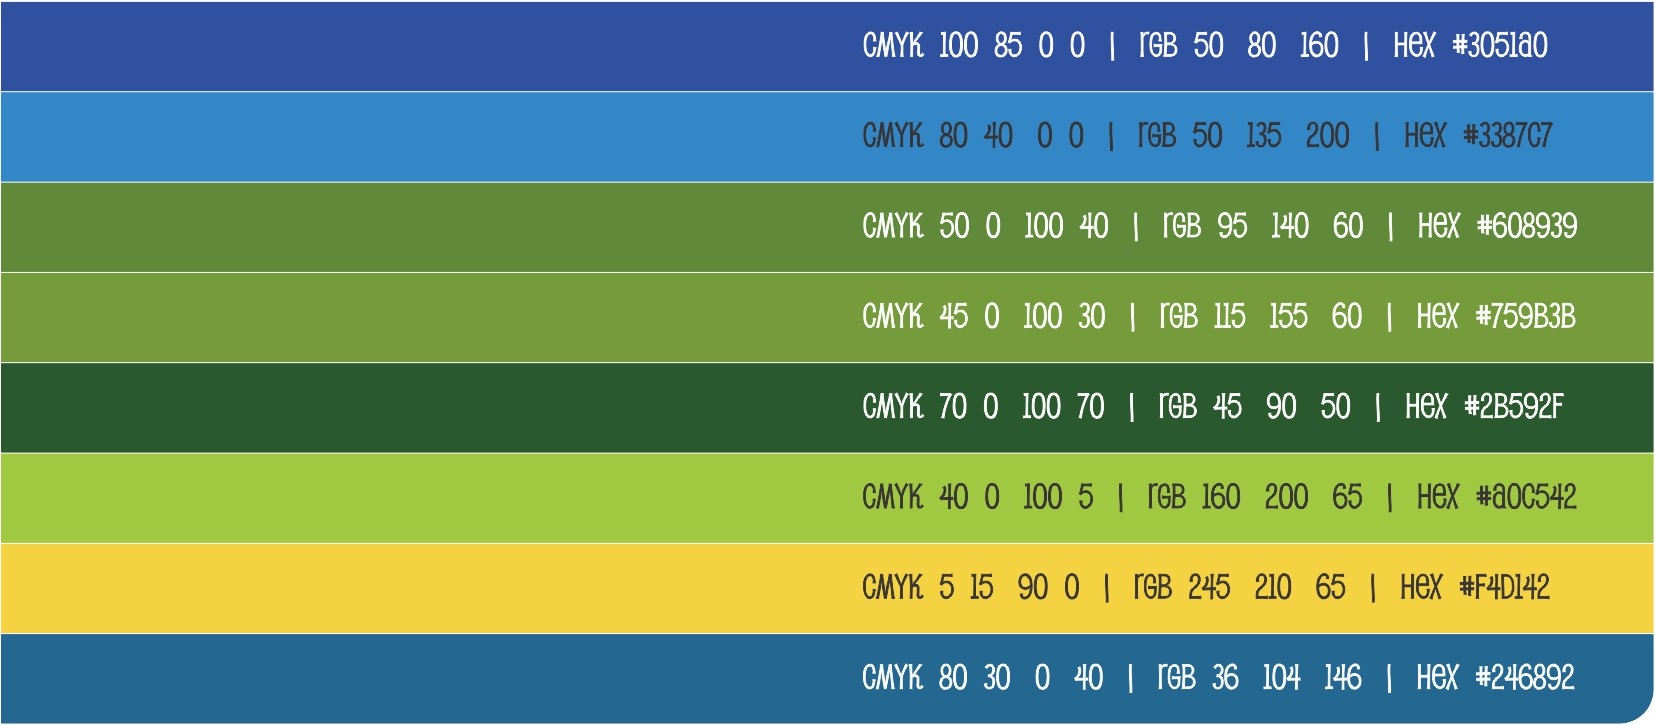 CMYK 100 85 0 0 | rGB 50 80 160 | Hex #3051a0
CMYK 80 40 0 0 | rGB 50 135 200 | Hex #3387C7
CMYK 50 0 100 40 | rGB 95 140 60 | Hex #608939
CMYK 45 0 100 30 | rGB 115 155 60 | Hex #759B3B
CMYK 70 0 100 70 | rGB 45 90 50 | Hex #2B592F
CMYK 40 0 100 5 | rGB 160 200 65 | Hex #a0C542
CMYK 5 15 90 0 | rGB 245 210 65 | Hex #F4D142
CMYK 80 30 0 40 | rGB 36 104 146 | Hex #246892